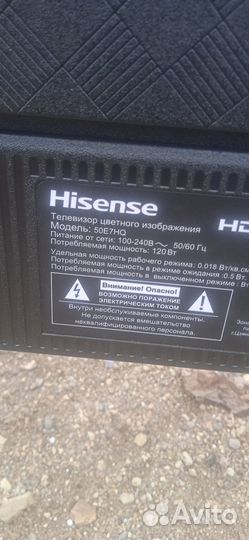 Hisense
HD
Телевизор цветного изображения
Модель: 50E7HQ
Питание от сети: 100-240В ~ 50/60 Гц
Потребляемая мощность: 120 Вт
Удельная мощность рабочего режима: 0.018 Вт/кв.см
Потребляемая мощность в режиме ожидания :0.5 Вт
Потребляемая мощность в выключенном режиме : Вт
Внимание! Опасно!
ВОЗМОЖНО ПОРАЖЕНИЕ
ЭЛЕКТРИЧЕСКИМ ТОКОМ
Внутри необслуживаемые компоненты.
Не допускается вмешательство
неквалифицированного персонала.
Avito